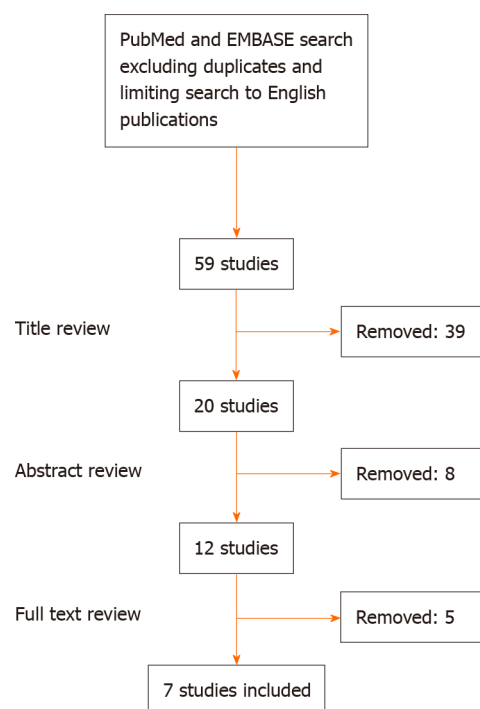 PubMed and EMBASE search
excluding duplicates and
limiting search to English
publications
59 studies
Title review
Removed: 39
20 studies
Abstract review
Removed: 8
12 studies
Full text review
Removed: 5
7 studies included